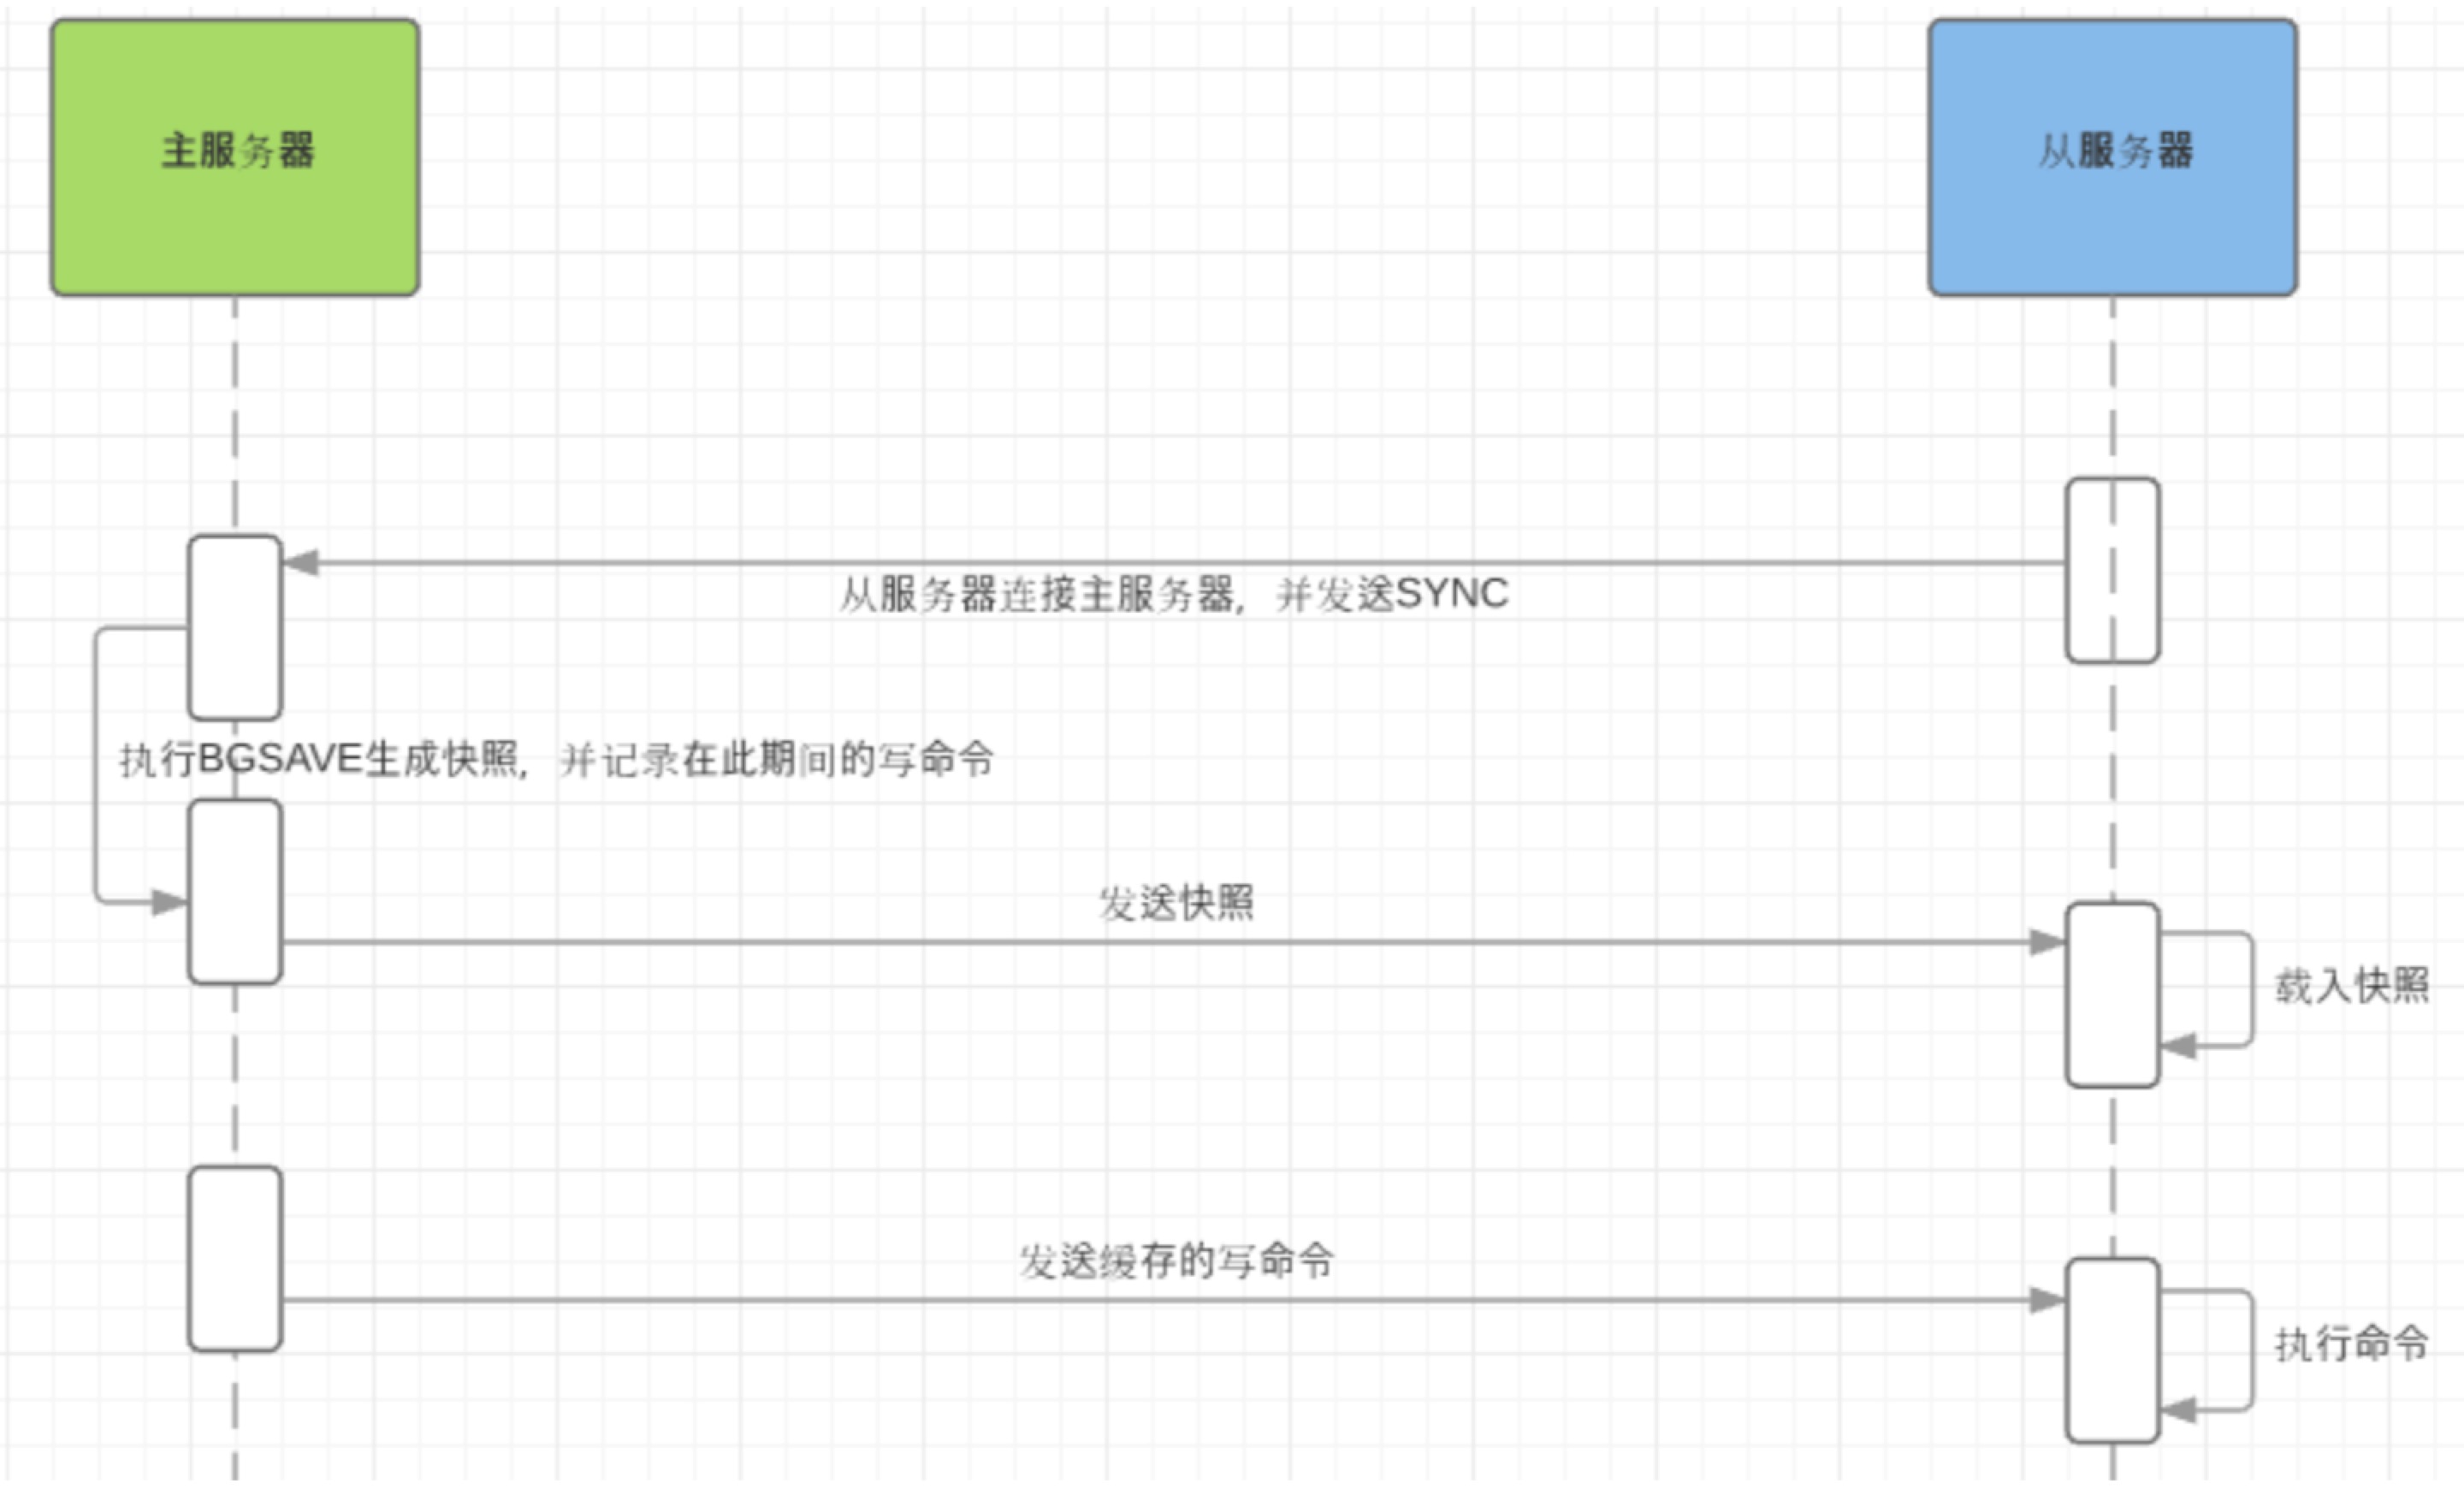 主服务器
从服务器
从服务器连接主服务器，并发送SYNC
执行BGSAVE生成快照，并记录在此期间的写命令
发送快照
载入快照
发送缓存的写命令
执行命令